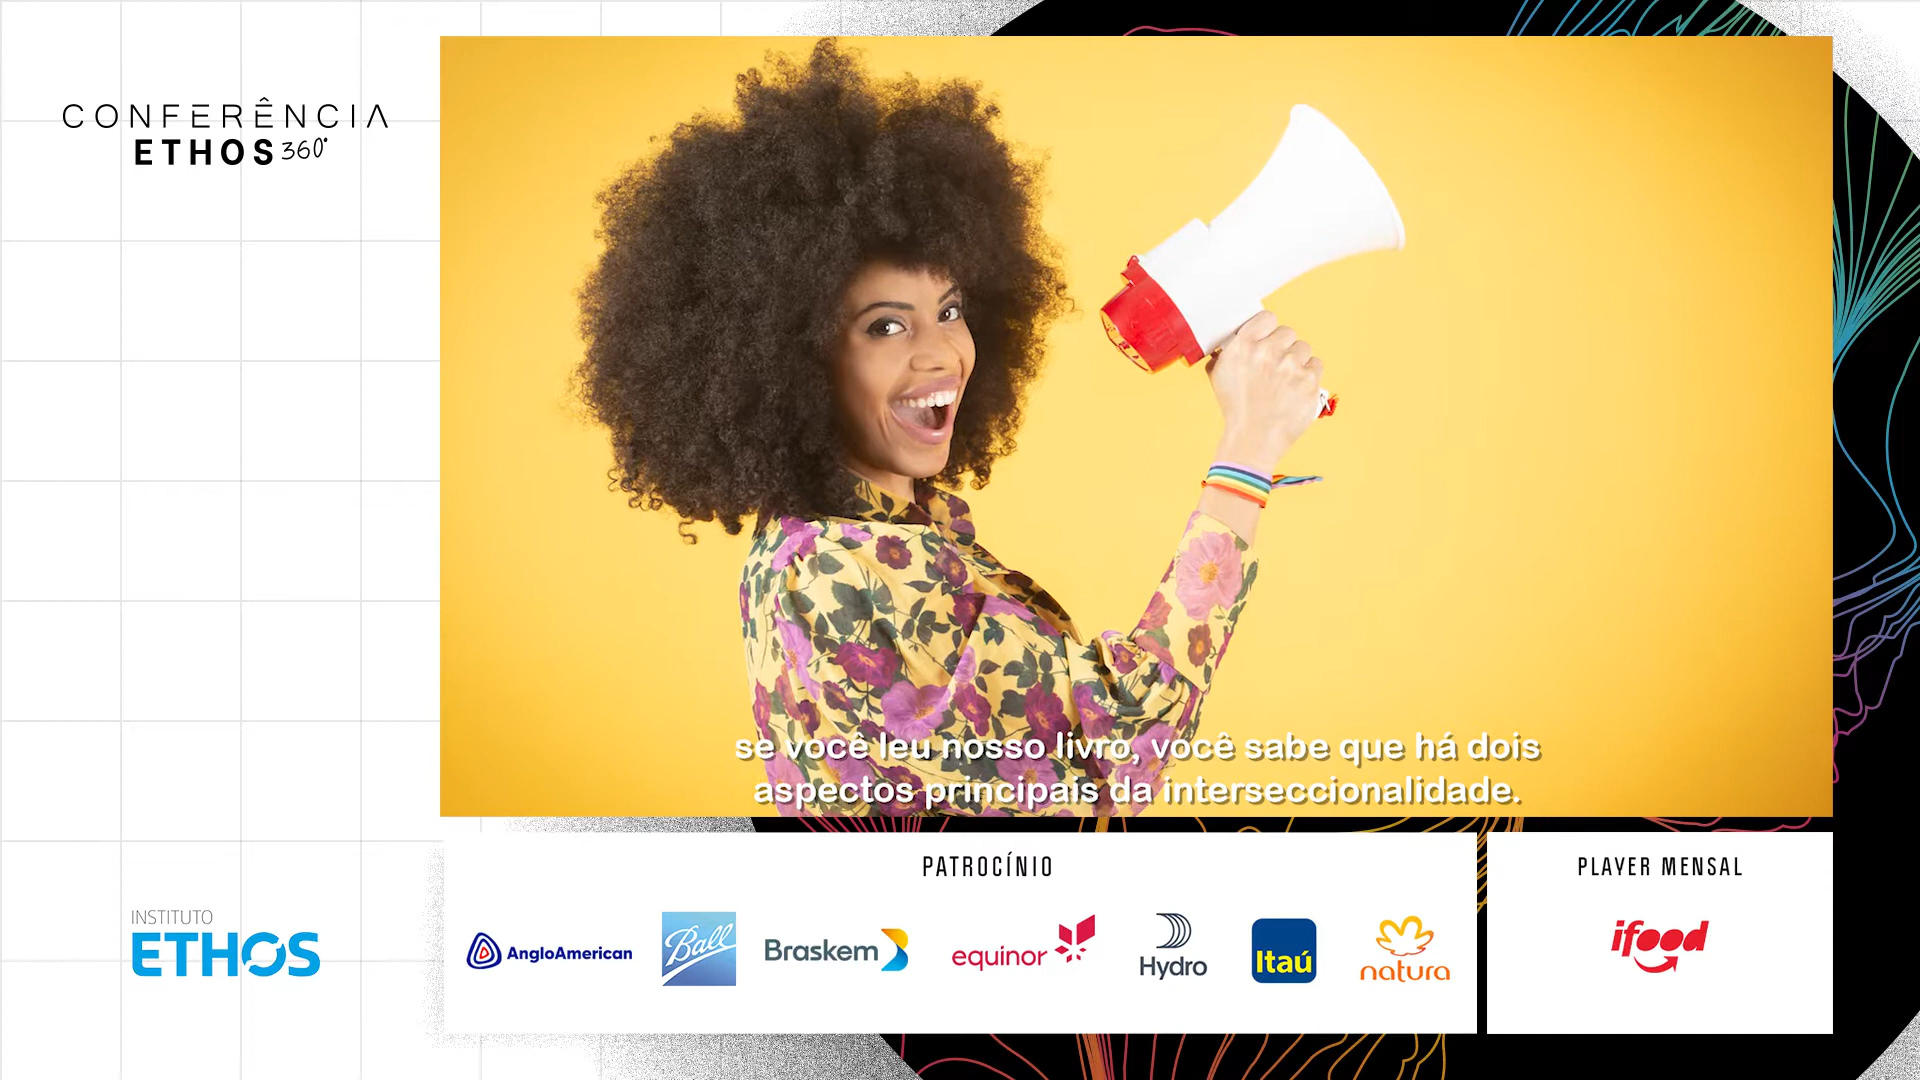 CONFERÊNCIA
ETHOS 360°
se você leu nosso livro, você sabe que há dois
aspectos principais da interseccionalidade.
INSTITUTO
ETHOS
PATROCÍNIO
AngloAmerican
Ball
Braskem
equinor
Hydro
Itaú
natura
PLAYER MENSAL
ifood